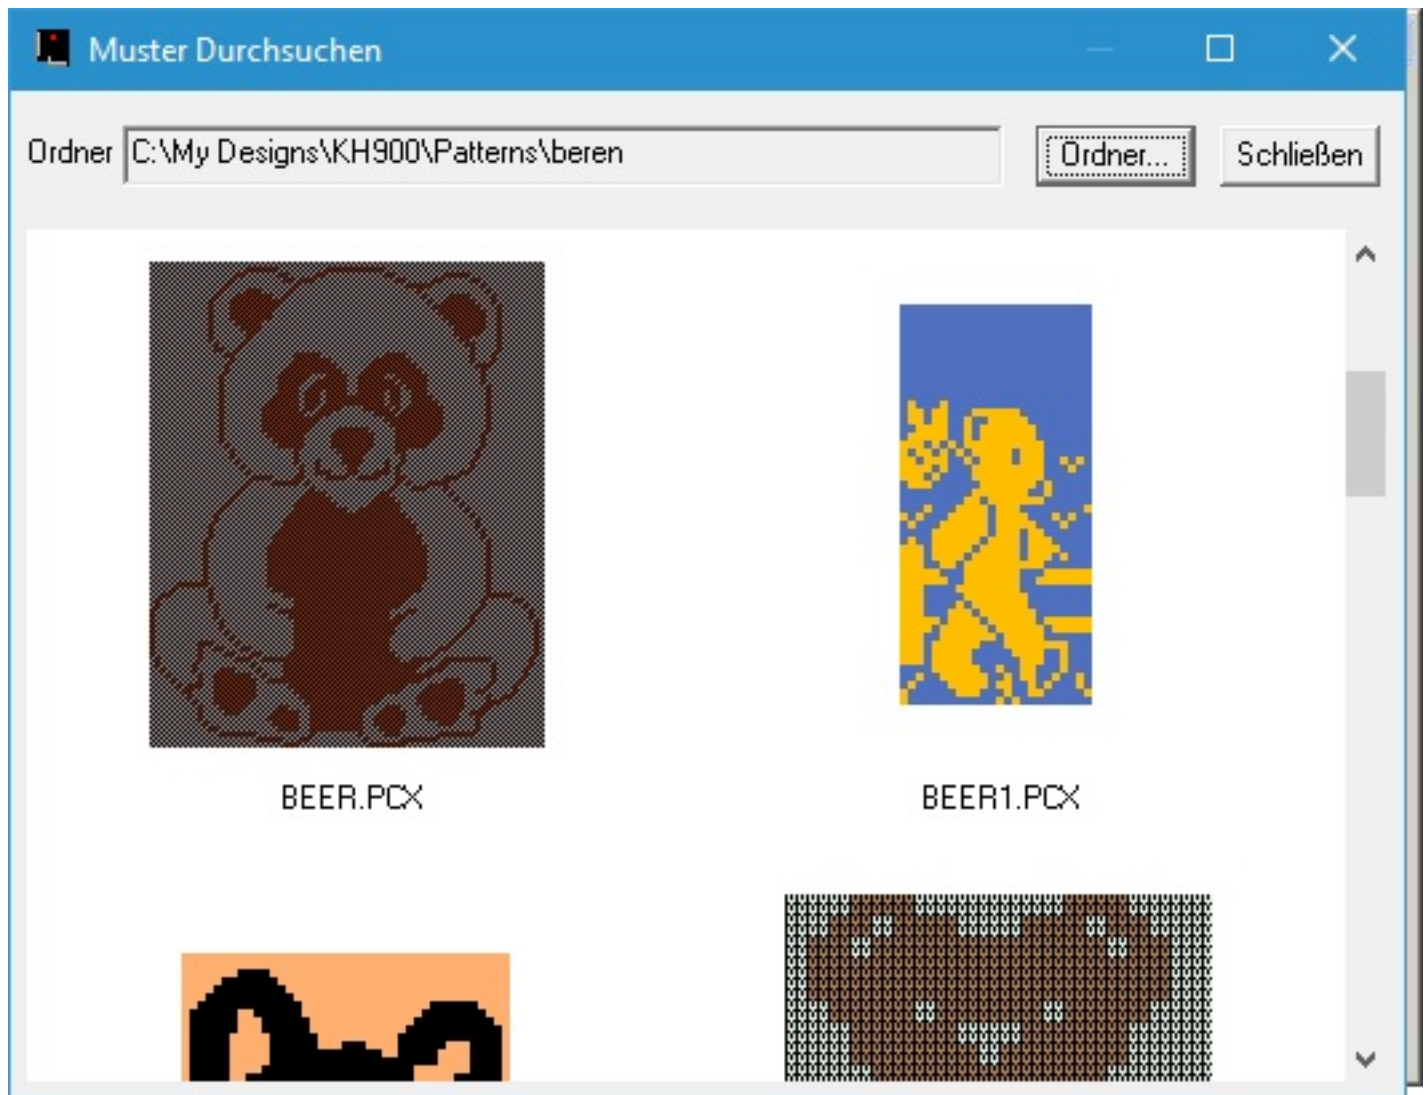 Muster Durchsuchen
Ordner C:\My Designs\KH900\Patterns\beren Ordner... Schließen
BEER.PCX BEER1.PCX